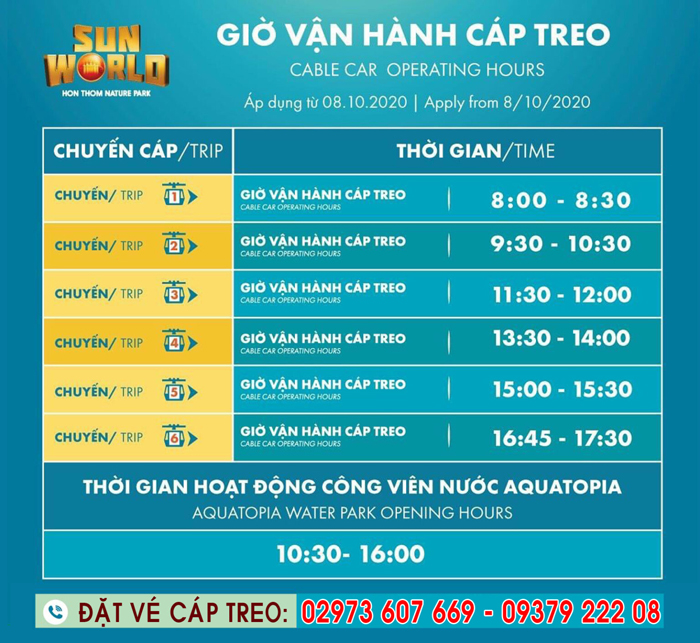 SUN
WORLD
HON THOM NATURE PARK
GIỜ VẬN HÀNH CÁP TREO
CABLE CAR OPERATING HOURS
Áp dụng từ 08.10.2020 | Apply from 8/10/2020
CHUYẾN CÁP/TRIP
THỜI GIAN/TIME
CHUYẾN/ TRIP 1 GIỜ VẬN HÀNH CÁP TREO 8:00 - 8:30
CABLE CAR OPERATING HOURS
CHUYẾN/ TRIP 2 GIỜ VẬN HÀNH CÁP TREO 9:30 - 10:30
CABLE CAR OPERATING HOURS
CHUYẾN/ TRIP 3 GIỜ VẬN HÀNH CÁP TREO 11:30 - 12:00
CABLE CAR OPERATING HOURS
CHUYẾN/ TRIP 4 GIỜ VẬN HÀNH CÁP TREO 13:30 - 14:00
CABLE CAR OPERATING HOURS
CHUYẾN/ TRIP 5 GIỜ VẬN HÀNH CÁP TREO 15:00 - 15:30
CABLE CAR OPERATING HOURS
CHUYẾN/ TRIP 6 GIỜ VẬN HÀNH CÁP TREO 16:45 - 17:30
CABLE CAR OPERATING HOURS
THỜI GIAN HOẠT ĐỘNG CÔNG VIÊN NƯỚC AQUATOPIA
AQUATOPIA WATER PARK OPENING HOURS
10:30- 16:00
ĐẶT VÉ CÁP TREO: 02973 607 669 - 09379 222 08